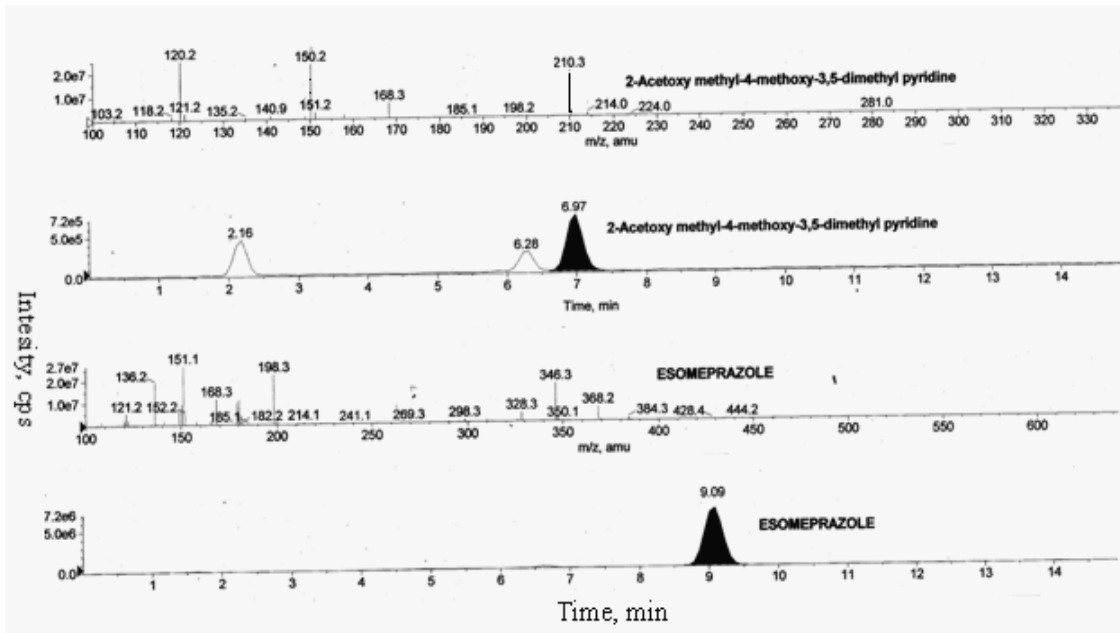 120.2 150.2 210.3
2.0e7 168.3 2-Acetoxy methyl-4-methoxy-3,5-dimethyl pyridine
1.0e7 103.2 118.2 121.2 135.2 140.9 151.2 185.1 198.2 214.0 224.0 281.0
100 110 120 130 140 150 160 170 180 190 200 210 220 230 240 250 260 270 280 290 300 310 320 330
m/z, amu
6.97
7.2e5 2.16 6.28 2-Acetoxy methyl-4-methoxy-3,5-dimethyl pyridine
5.0e5
0.0
1 2 3 4 5 6 7 8 9 10 11 12 13 14
Time, min
Intesity, cps
2.7e7 151.1 198.3 346.3 ESOMEPRAZOLE
2.0e7 136.2 168.3 368.2
1.0e7 121.2 152.2 185.1 182.2 214.1 241.1 269.3 298.3 328.3 350.1 384.3 428.4 444.2
100 150 200 250 300 350 400 450 500 550 600
m/z, amu
9.09
7.2e6 ESOMEPRAZOLE
5.0e6
0.0
1 2 3 4 5 6 7 8 9 10 11 12 13 14
Time, min